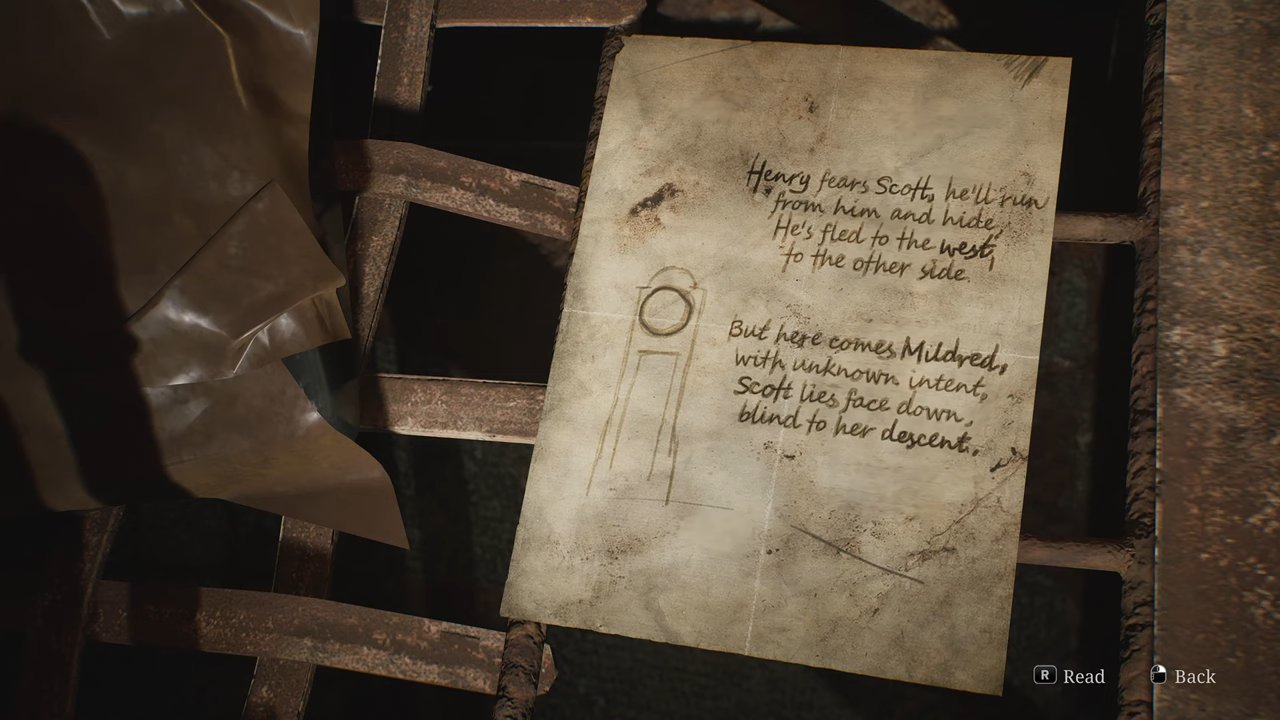 Henry fears Scott, he'll run
from him and hide,
He's fled to the west,
to the other side.
But here comes Mildred,
with unknown intent,
Scott lies face down,
blind to her descent.
R Read
Back